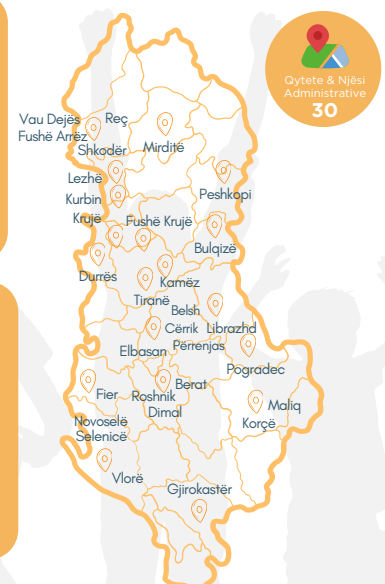 Qytete & Njësi
Administrative
30
Vau Dejës
Reç
Fushë Arrëz
Shkodër
Mirditë
Lezhë
Peshkopi
Kurbin
Krujë
Fushë Krujë
Bulqizë
Durrës
Kamëz
Tiranë
Belsh
Cërrik
Librazhd
Elbasan
Përrenjas
Pogradec
Fier
Berat
Roshnik
Dimal
Maliq
Korçë
Novoselë
Selenicë
Vlorë
Gjirokastër